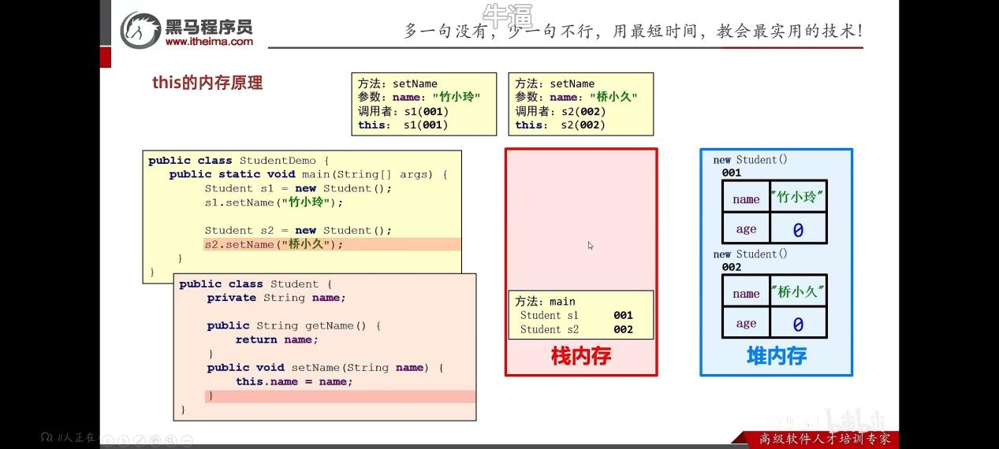 牛逼
黑马程序员
www.itheima.com
多一句没有，少一句不行，用最短时间，教会最实用的技术！
this的内存原理
方法：setName
参数：name："竹小玲"
调用者：s1(001)
this： s1(001)
方法：setName
参数：name："桥小久"
调用者：s2(002)
this： s2(002)
public class StudentDemo {
public static void main(String[] args) {
Student s1 = new Student();
s1.setName("竹小玲");
Student s2 = new Student();
s2.setName("桥小久");
}
}
public class Student {
private String name;
public String getName() {
return name;
}
public void setName(String name) {
this.name = name;
}
}
方法：main
Student s1 001
Student s2 002
栈内存
new Student()
001
name "竹小玲"
age 0
new Student()
002
name "桥小久"
age 0
堆内存
人正在
bilibili
高级软件人才培训专家